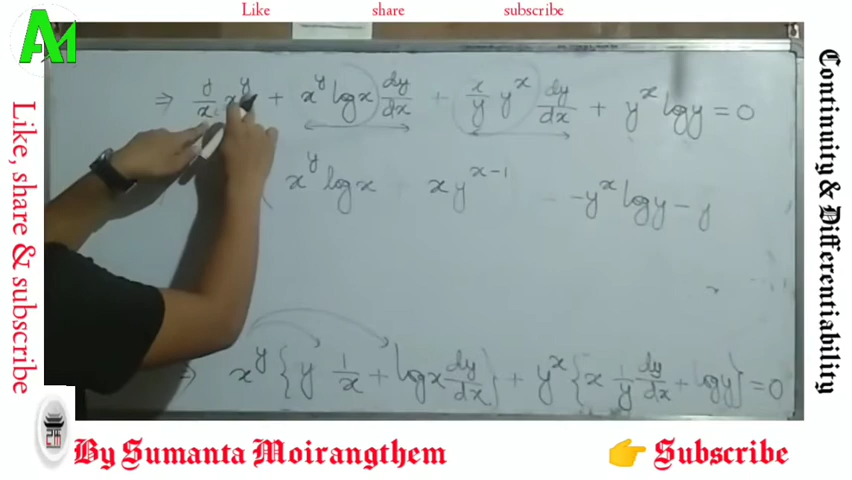 Like share subscribe
AM
⇒ y/x x^y + x^y log x dy/dx + x/y y^x dy/dx + y^x log y = 0
x^y log x x y^(x-1) -y^x log y - y
⇒ x^y { y 1/x + log x dy/dx } + y^x { x 1/y dy/dx + log y } = 0
Like, share & subscribe
Continuity & Differentiability
By Sumanta Moirangthem 👉 Subscribe